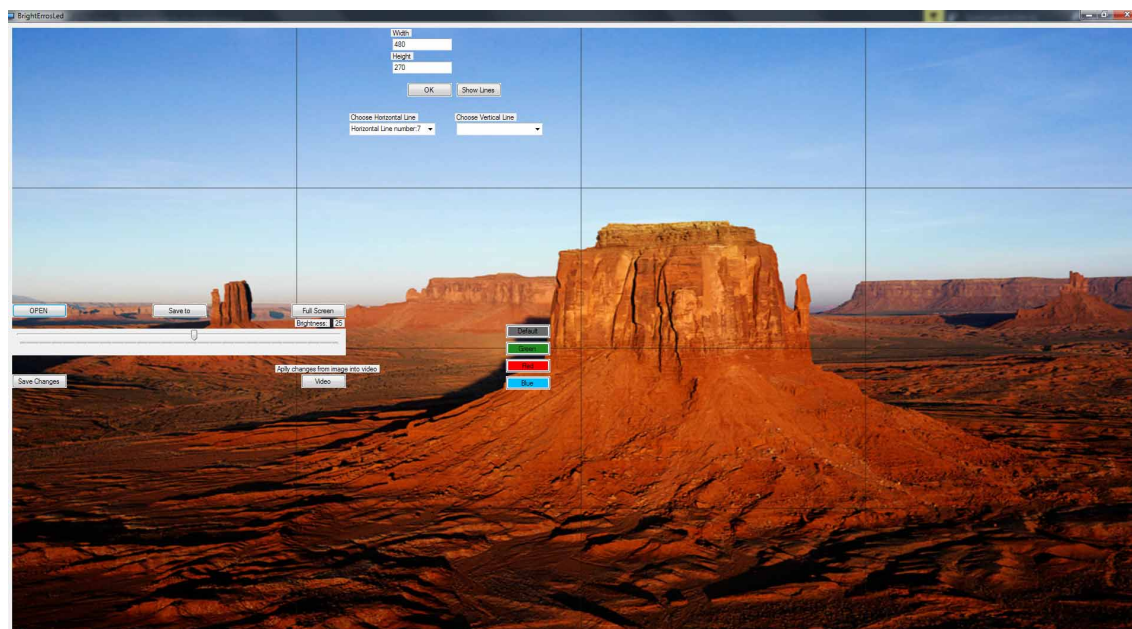 BrightErrosLed
Width
480
Height
270
OK
Show Lines
Choose Horizontal Line
Choose Vertical Line
Horizontal Line number:7
OPEN
Save to
Full Screen
Brightness: 25
Default
Green
Red
Blue
Aplly changes from image into video
Save Changes
Video